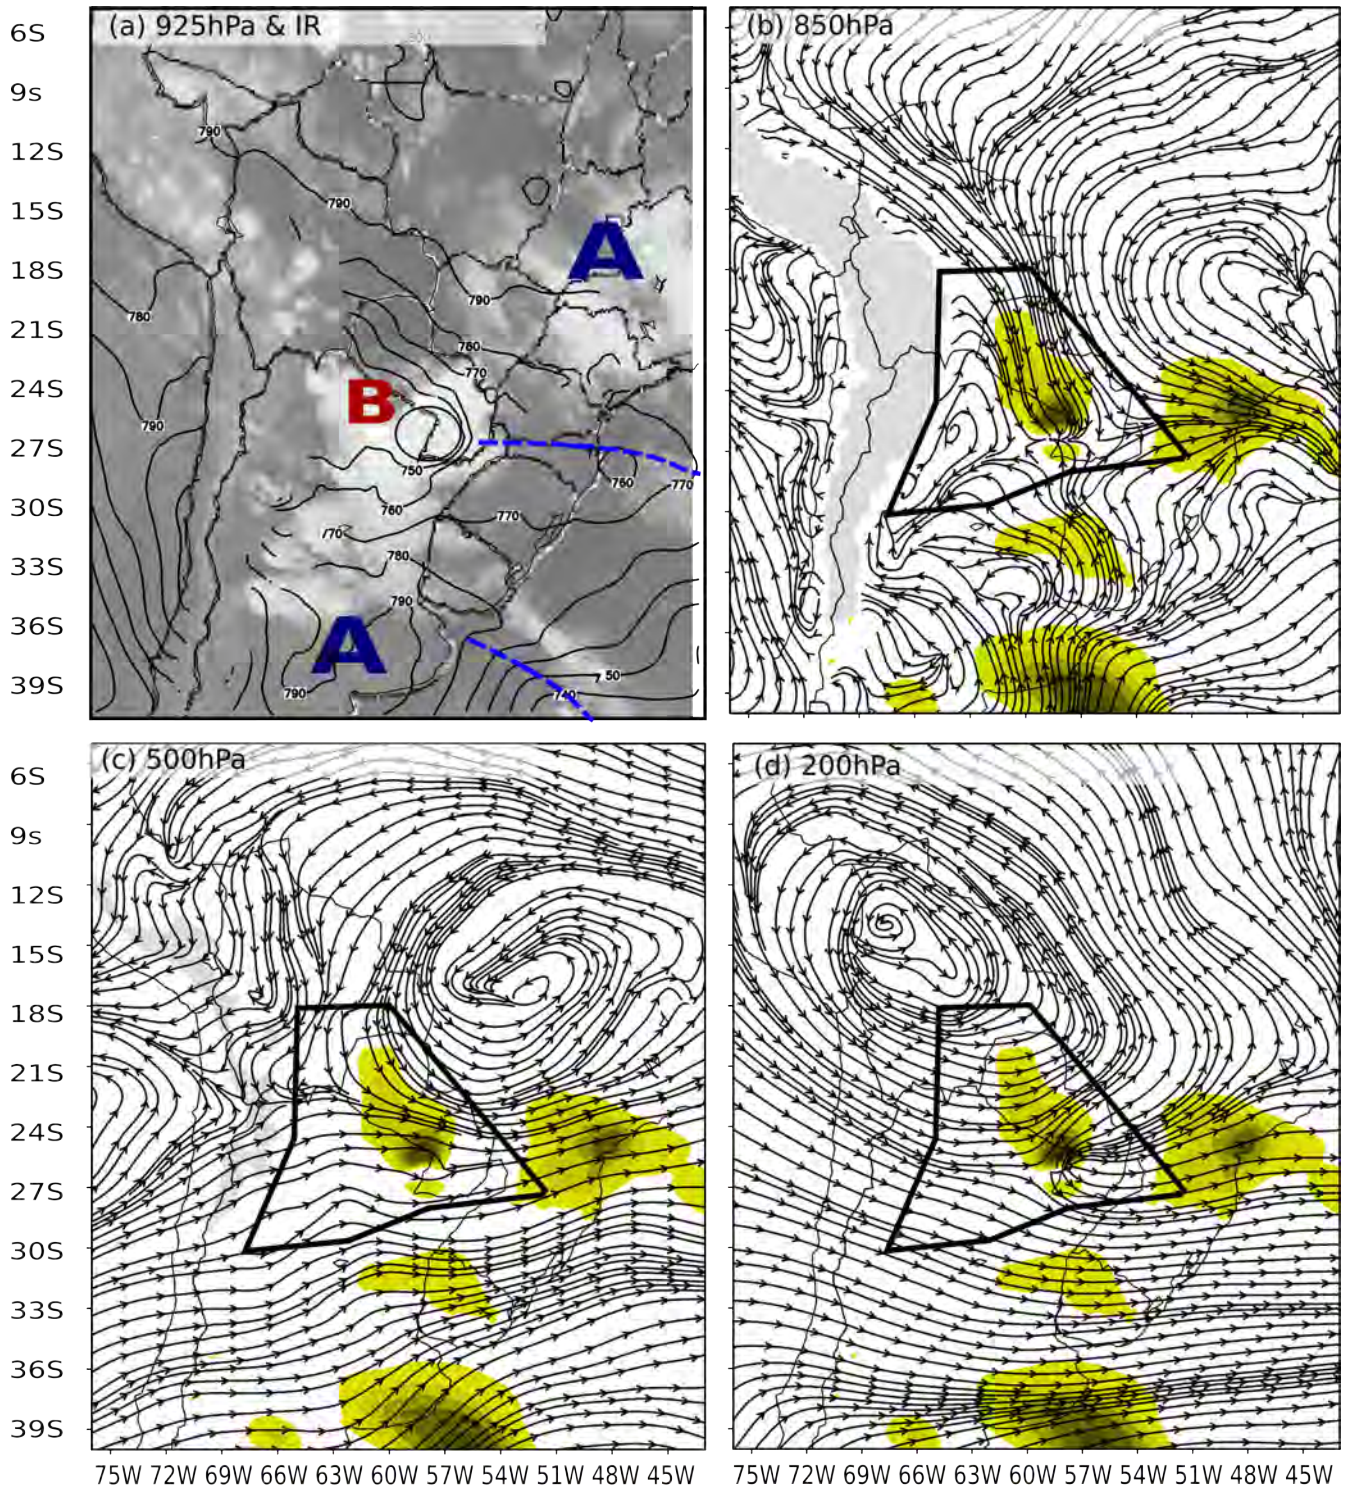 (a) 925hPa & IR
(b) 850hPa
6S
9s
12S
15S
18S
21S
24S
27S
30S
33S
36S
39S
790
790
A
780
790
780
770
B
790
750
760
770
760
770
770
780
790
A
790
50
740
(c) 500hPa
(d) 200hPa
6S
9s
12S
15S
18S
21S
24S
27S
30S
33S
36S
39S
75W 72W 69W 66W 63W 60W 57W 54W 51W 48W 45W
75W 72W 69W 66W 63W 60W 57W 54W 51W 48W 45W